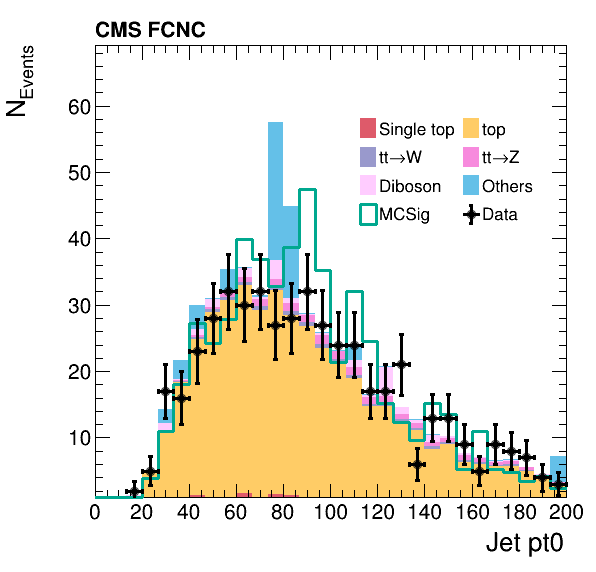 CMS FCNC
N_Events
60
50
40
30
20
10
Single top
top
tt→W
tt→Z
Diboson
Others
MCSig
Data
0 20 40 60 80 100 120 140 160 180 200
Jet pt0